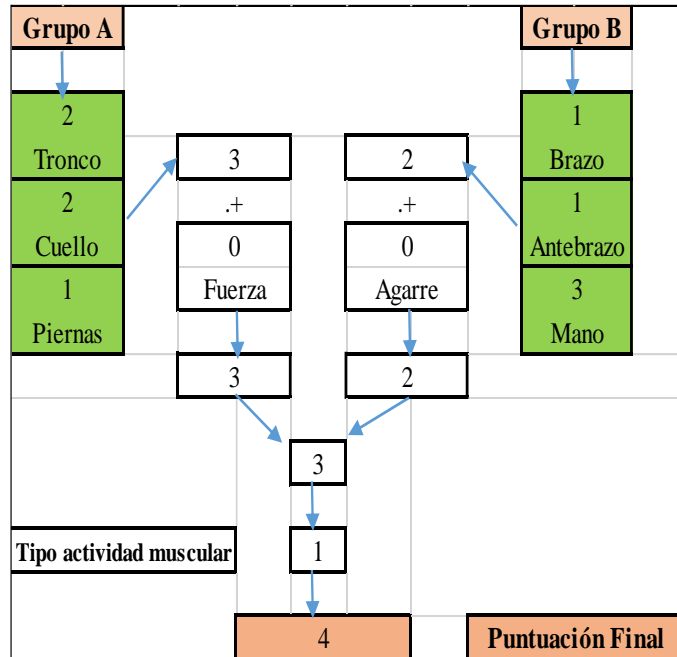 Grupo A
Grupo B
2
Tronco
2
Cuello
1
Piernas
3
.+
0
Fuerza
3
2
.+
0
Agarre
2
1
Brazo
1
Antebrazo
3
Mano
3
Tipo actividad muscular
1
4
Puntuación Final